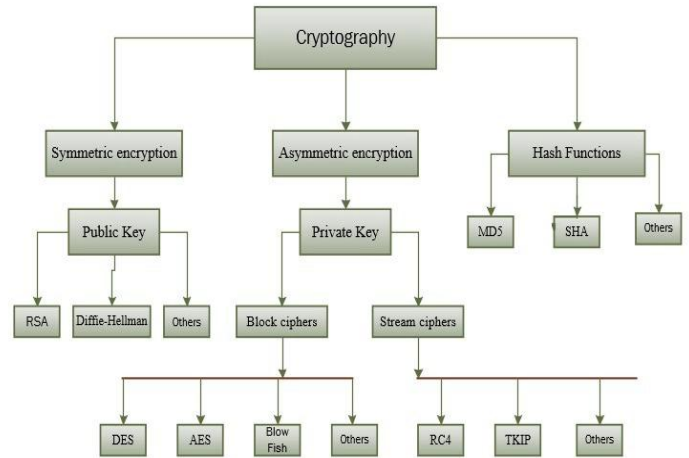 Cryptography
Symmetric encryption
Asymmetric encryption
Hash Functions
Public Key
Private Key
MD5
SHA
Others
RSA
Diffie-Hellman
Others
Block ciphers
Stream ciphers
DES
AES
Blow
Fish
Others
RC4
TKIP
Others